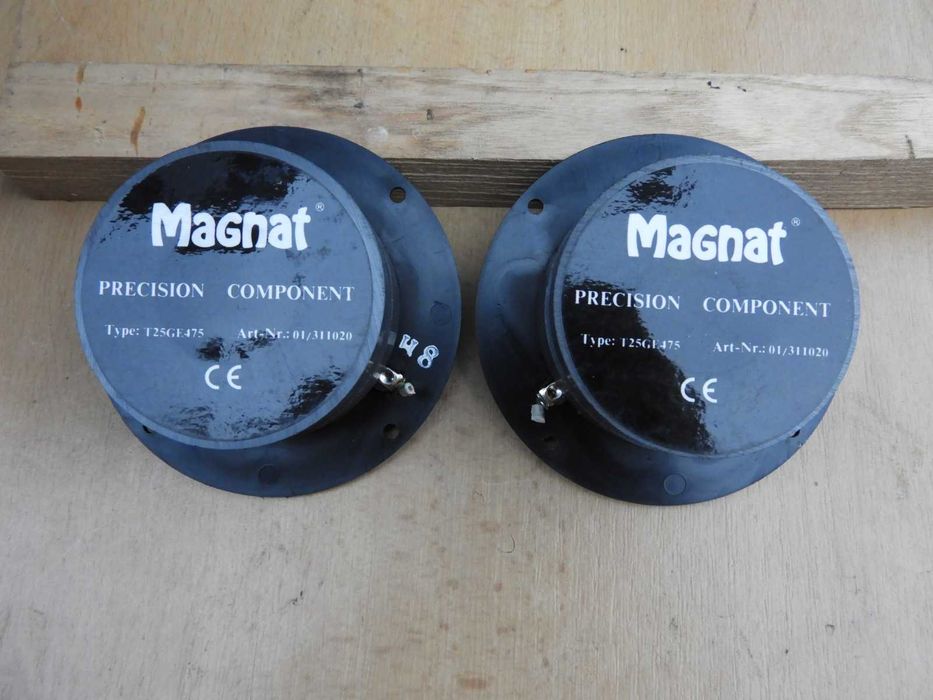 Magnat®
PRECISION COMPONENT
Type: T25GE475 Art-Nr.: 01/311020
CE
Magnat®
PRECISION COMPONENT
Type: T25GE475 Art-Nr.: 01/311020
CE